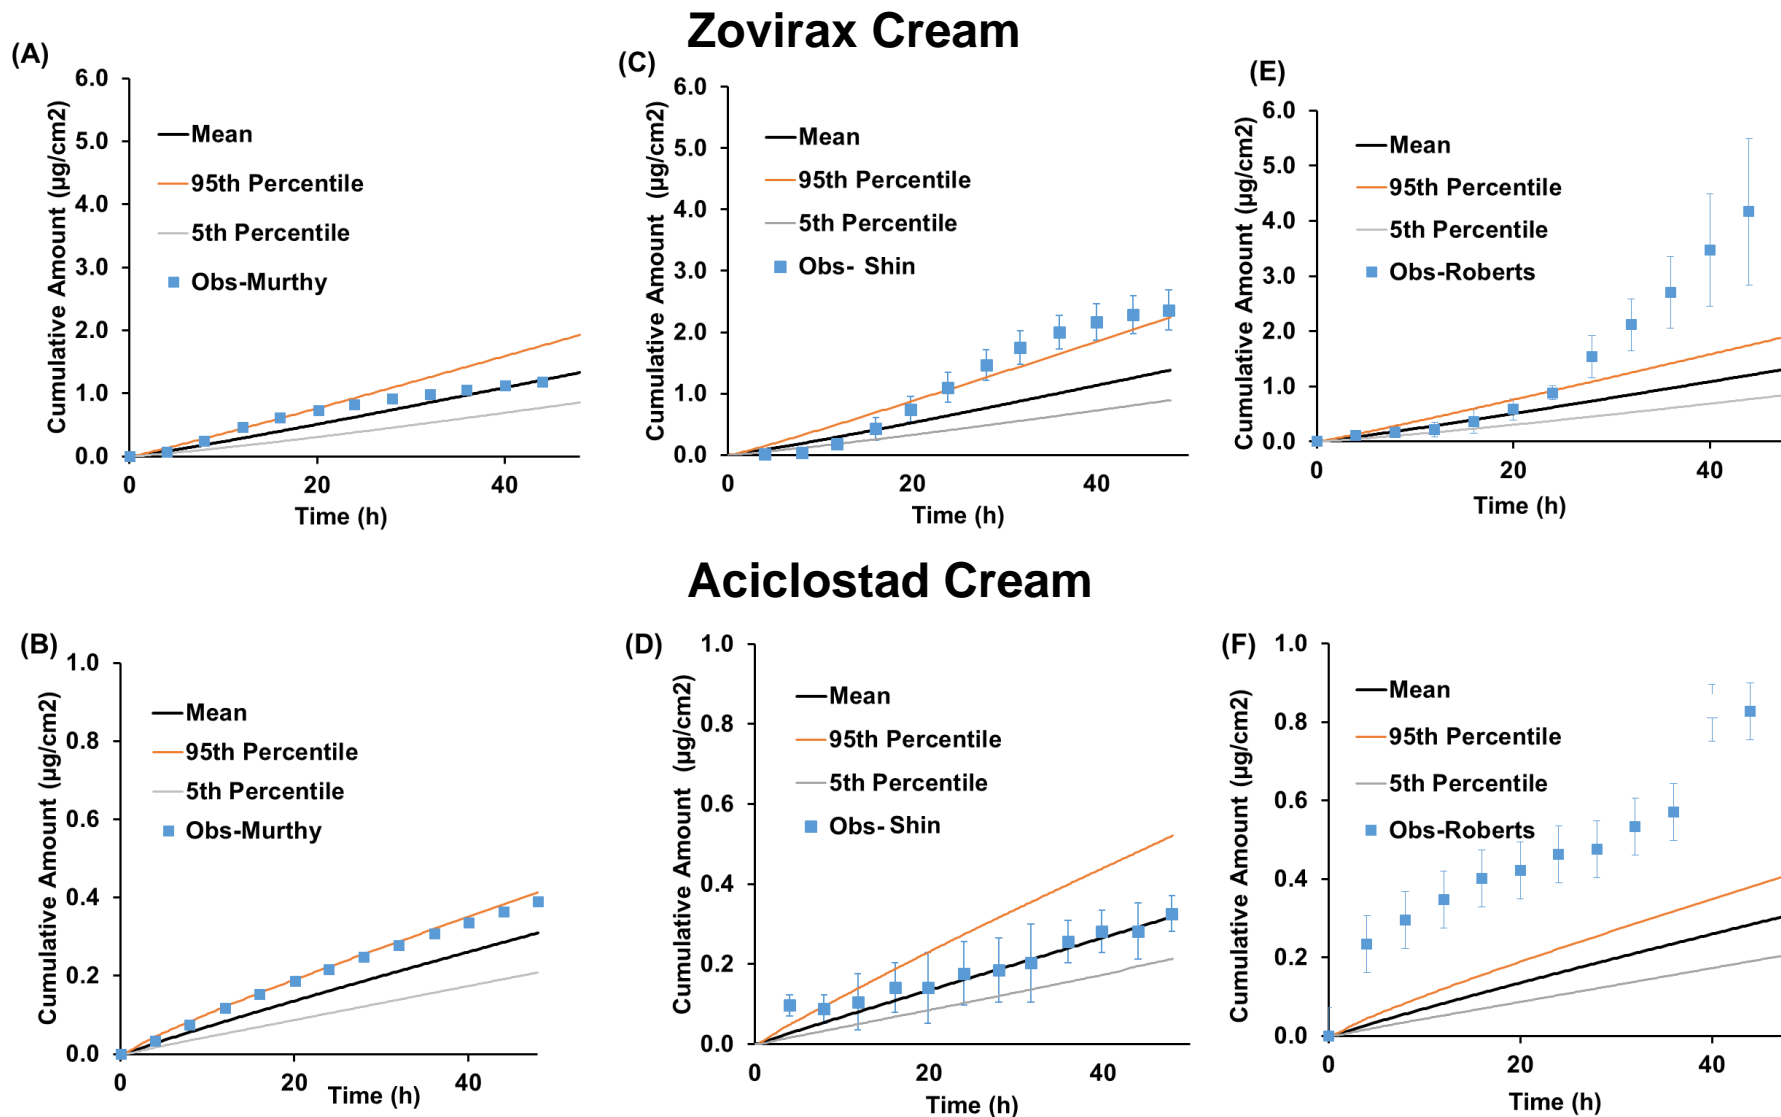 Zovirax Cream
(A)
6.0
5.0
4.0
3.0
2.0
1.0
0.0
Cumulative Amount (µg/cm2)
Mean
95th Percentile
5th Percentile
Obs-Murthy
0
20
40
Time (h)
(C)
6.0
5.0
4.0
3.0
2.0
1.0
0.0
Cumulative Amount (µg/cm2)
Mean
95th Percentile
5th Percentile
Obs- Shin
0
20
40
Time (h)
(E)
6.0
5.0
4.0
3.0
2.0
1.0
0.0
Cumulative Amount (µg/cm2)
Mean
95th Percentile
5th Percentile
Obs-Roberts
0
20
40
Time (h)
Aciclostad Cream
(B)
1.0
0.8
0.6
0.4
0.2
0.0
Cumulative Amount (µg/cm2)
Mean
95th Percentile
5th Percentile
Obs-Murthy
0
20
40
Time (h)
(D)
1.0
0.8
0.6
0.4
0.2
0.0
Cumulative Amount (µg/cm2)
Mean
95th Percentile
5th Percentile
Obs- Shin
0
20
40
Time (h)
(F)
1.0
0.8
0.6
0.4
0.2
0.0
Cumulative Amount (µg/cm2)
Mean
95th Percentile
5th Percentile
Obs-Roberts
0
20
40
Time (h)